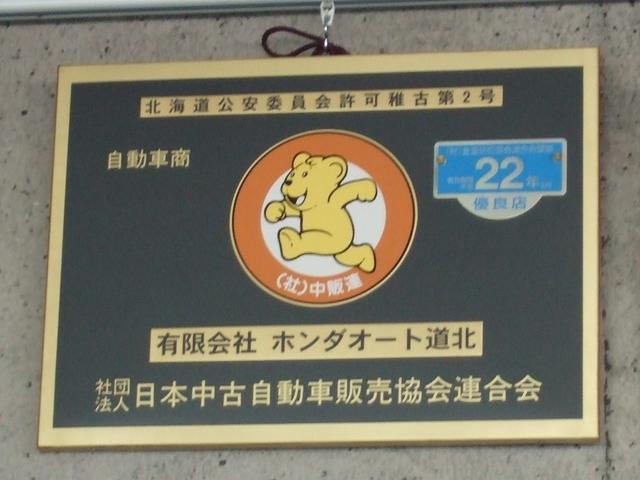 北海道公安委員会許可稚古第2号
自動車商
22年
優良店
(社)中販連
有限会社 ホンダオート道北
社団法人 日本中古自動車販売協会連合会